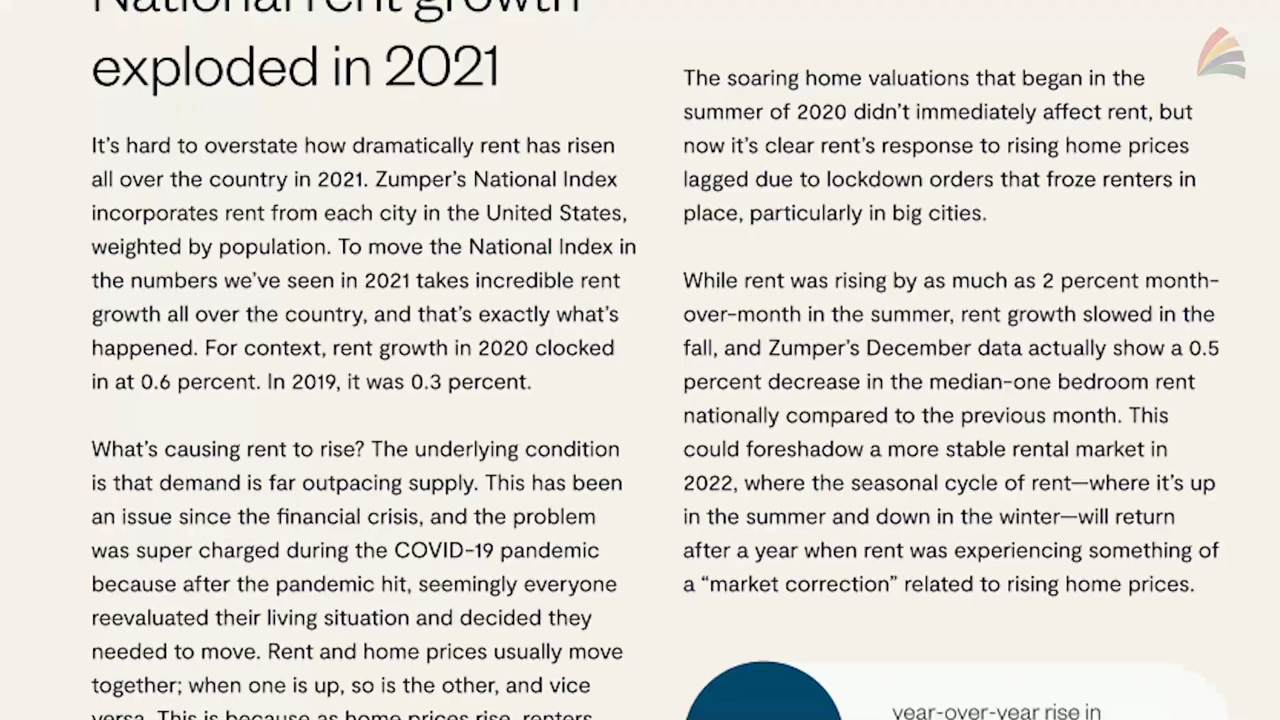 National rent growth
exploded in 2021
It’s hard to overstate how dramatically rent has risen
all over the country in 2021. Zumper’s National Index
incorporates rent from each city in the United States,
weighted by population. To move the National Index in
the numbers we’ve seen in 2021 takes incredible rent
growth all over the country, and that’s exactly what’s
happened. For context, rent growth in 2020 clocked
in at 0.6 percent. In 2019, it was 0.3 percent.
What’s causing rent to rise? The underlying condition
is that demand is far outpacing supply. This has been
an issue since the financial crisis, and the problem
was super charged during the COVID-19 pandemic
because after the pandemic hit, seemingly everyone
reevaluated their living situation and decided they
needed to move. Rent and home prices usually move
together; when one is up, so is the other, and vice
versa. This is because as home prices rise, renters
The soaring home valuations that began in the
summer of 2020 didn’t immediately affect rent, but
now it’s clear rent’s response to rising home prices
lagged due to lockdown orders that froze renters in
place, particularly in big cities.
While rent was rising by as much as 2 percent month-
over-month in the summer, rent growth slowed in the
fall, and Zumper’s December data actually show a 0.5
percent decrease in the median-one bedroom rent
nationally compared to the previous month. This
could foreshadow a more stable rental market in
2022, where the seasonal cycle of rent—where it’s up
in the summer and down in the winter—will return
after a year when rent was experiencing something of
a “market correction” related to rising home prices.
year-over-year rise in